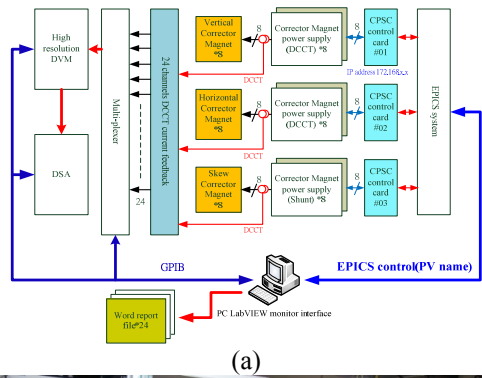 High
resolution
DVM
DSA
Multi-plexer
24
24 channels DCCT current feedback
Vertical
Corrector
Magnet
*8
8
DCCT
Corrector Magnet
power supply
(DCCT) *8
8
CPSC
control
card
#01
IP address 172,168,x,x
Horizontal
Corrector
Magnet
*8
8
DCCT
Corrector Magnet
power supply
(DCCT) *8
8
CPSC
control
card
#02
Skew
Corrector
Magnet *8
8
DCCT
Corrector
Magnet power
supply
(Shunt) *8
8
CPSC
control
card
#03
EPICS system
GPIB
EPICS control(PV name)
PC LabVIEW monitor interface
Word report
file*24
(a)